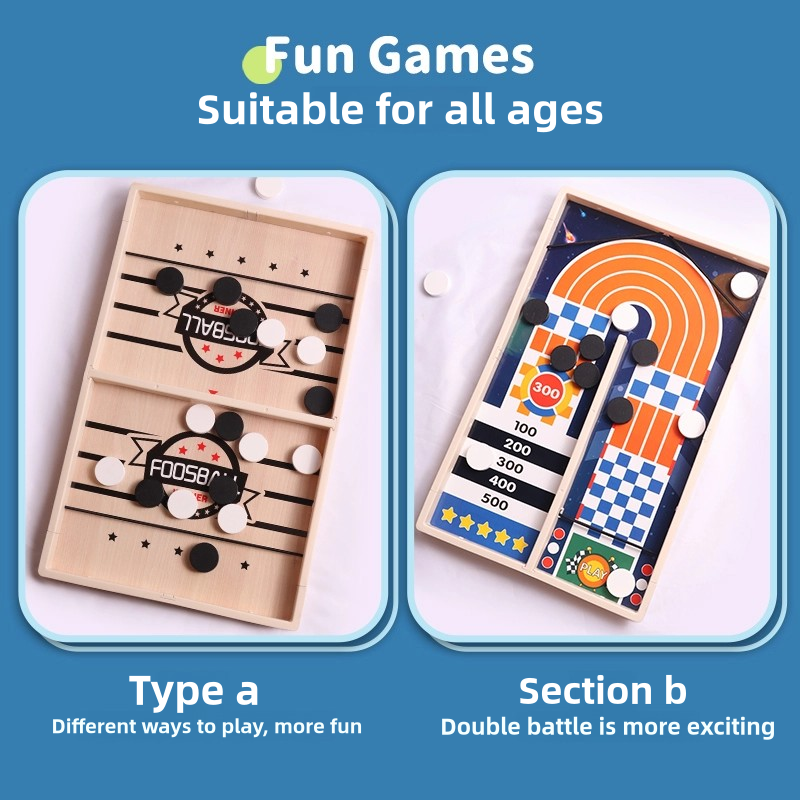 Fun Games
Suitable for all ages
FOOSBALL
FOOSBALL
300
100
200
300
400
500
PLAY
Type a
Different ways to play, more fun
Section b
Double battle is more exciting